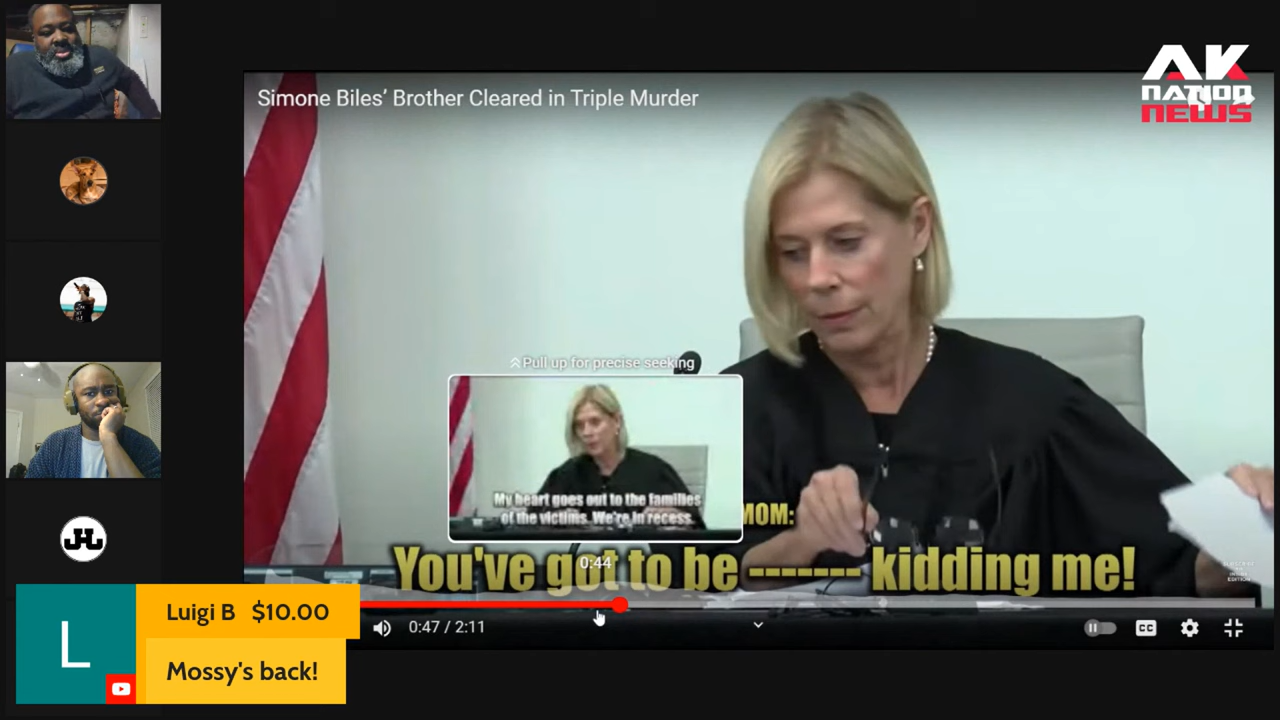 Simone Biles' Brother Cleared in Triple Murder
AK
NATION
NEWS
Pull up for precise seeking
My heart goes out to the families
of the victims. We're in recess.
MOM:
You've got to be ------- kidding me!
0:44
0:47 / 2:11
CC
L
Luigi B $10.00
Mossy's back!